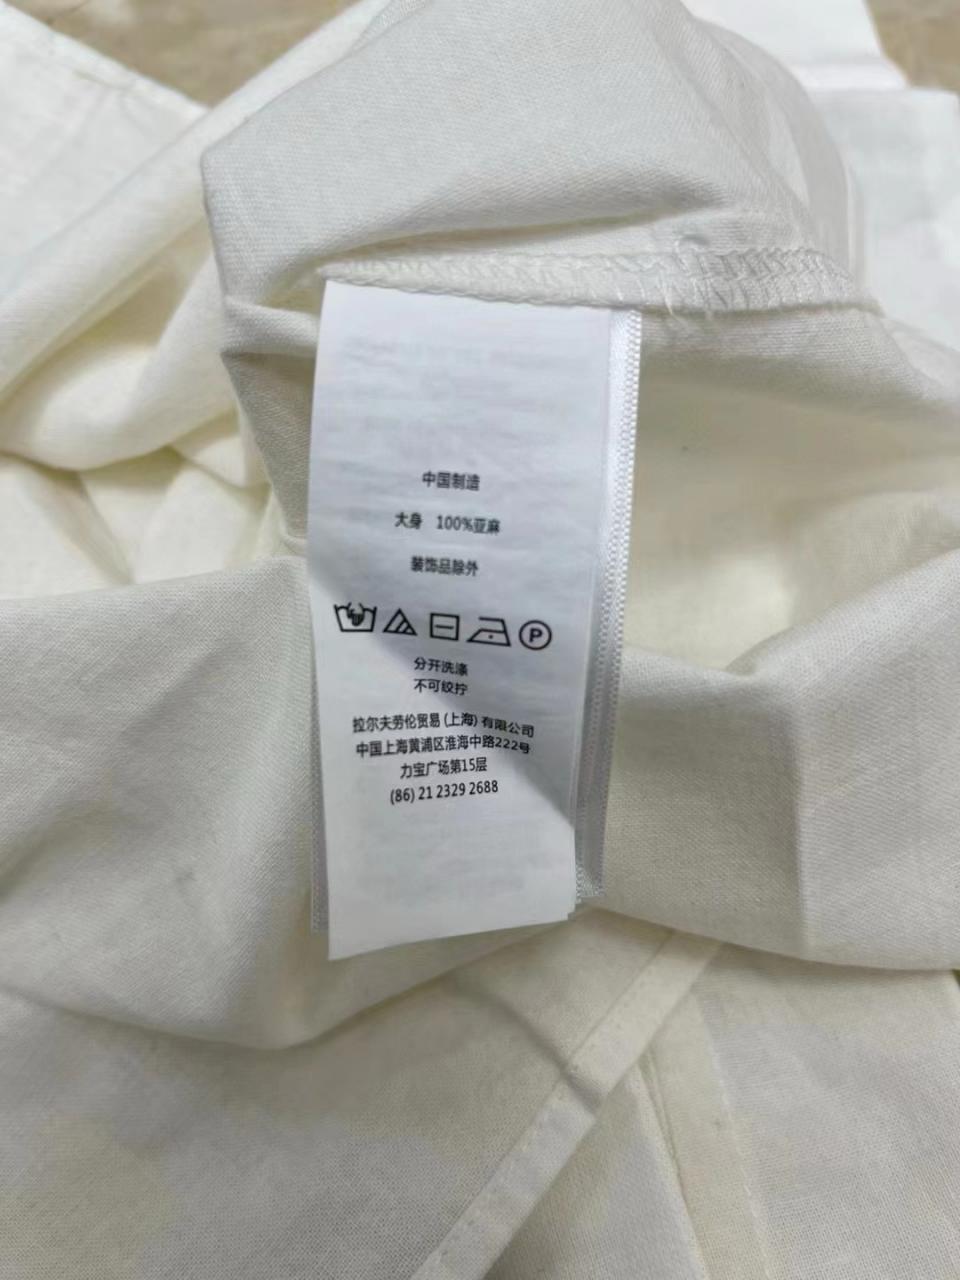 中国制造
大身 100%亚麻
装饰品除外
P
分开洗涤
不可绞拧
拉尔夫劳伦贸易(上海)有限公司
中国上海黄浦区淮海中路222号
力宝广场第15层
(86) 21 2329 2688